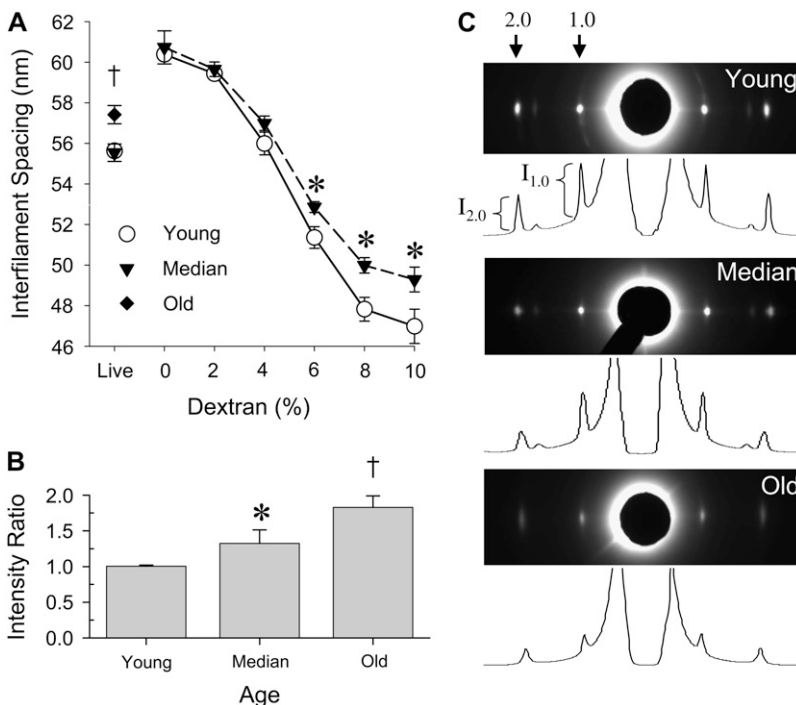 A
62
60
58
56
54
52
50
48
46
Interfilament Spacing (nm)
†
*
*
*
Young
Median
Old
Live
0
2
4
6
8
10
Dextran (%)
B
2.0
1.5
1.0
0.5
0.0
Intensity Ratio
*
†
Young
Median
Old
Age
C
2.0
1.0
Young
I1.0
I2.0
Median
Old